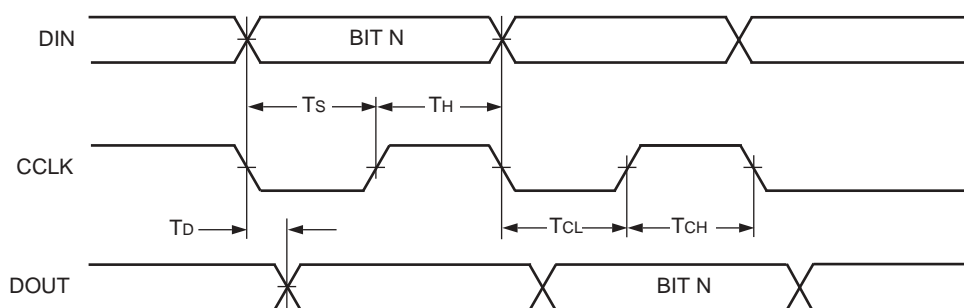 DIN
BIT N
TS
TH
CCLK
TD
TCL
TCH
DOUT
BIT N